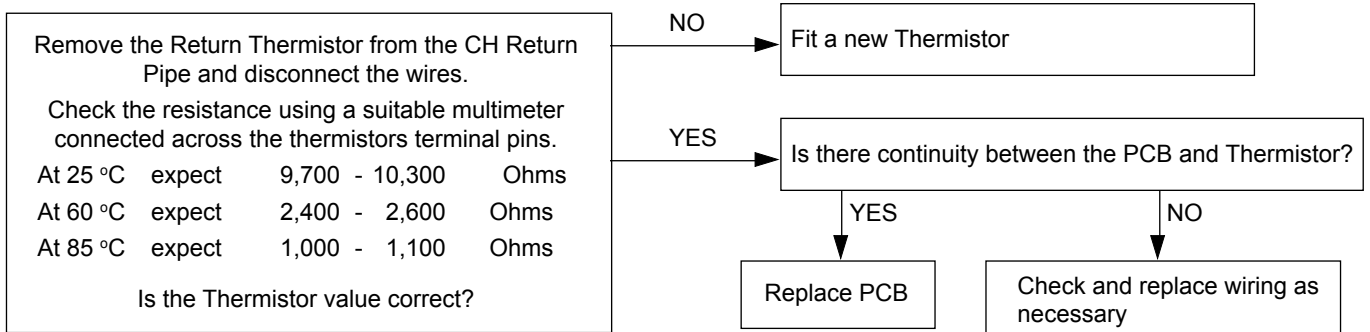 Remove the Return Thermistor from the CH Return
Pipe and disconnect the wires.
Check the resistance using a suitable multimeter
connected across the thermistors terminal pins.
At 25 °C expect 9,700 - 10,300 Ohms
At 60 °C expect 2,400 - 2,600 Ohms
At 85 °C expect 1,000 - 1,100 Ohms
Is the Thermistor value correct?
NO
Fit a new Thermistor
YES
Is there continuity between the PCB and Thermistor?
YES
Replace PCB
NO
Check and replace wiring as
necessary